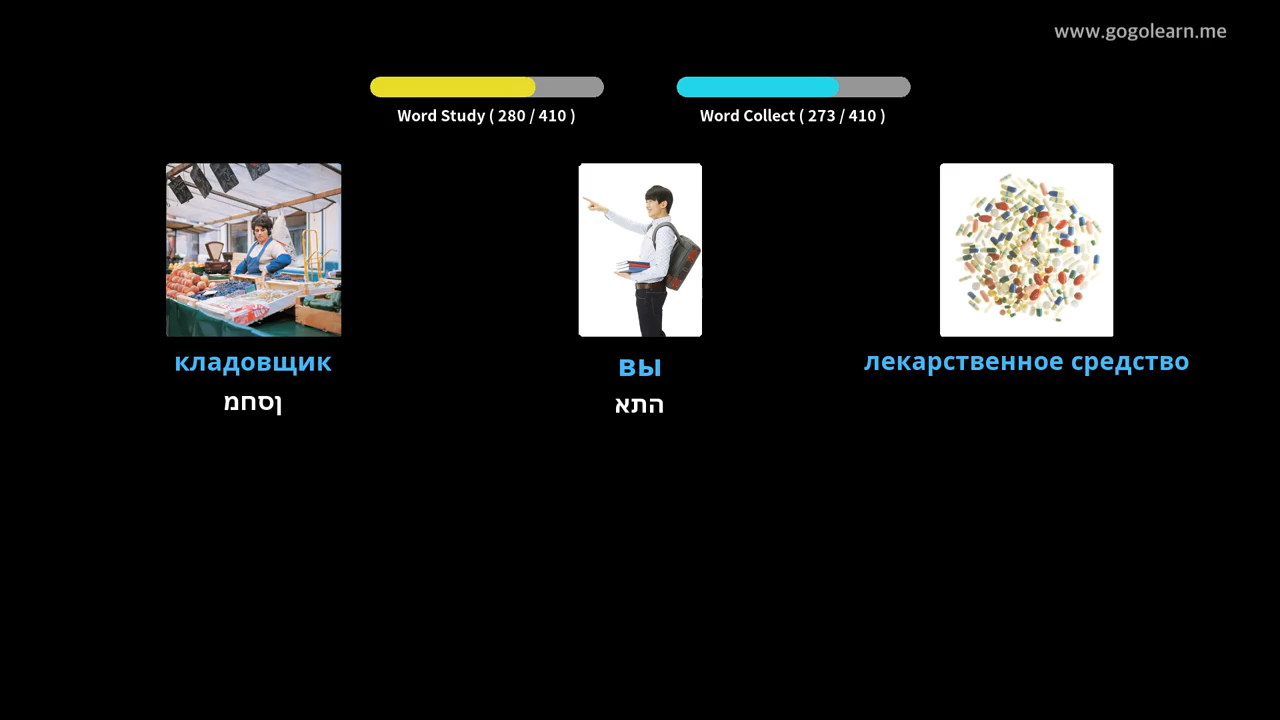 www.gogolearn.me
Word Study ( 280 / 410 )
Word Collect ( 273 / 410 )
кладовщик
מחסן
вы
אתה
лекарственное средство